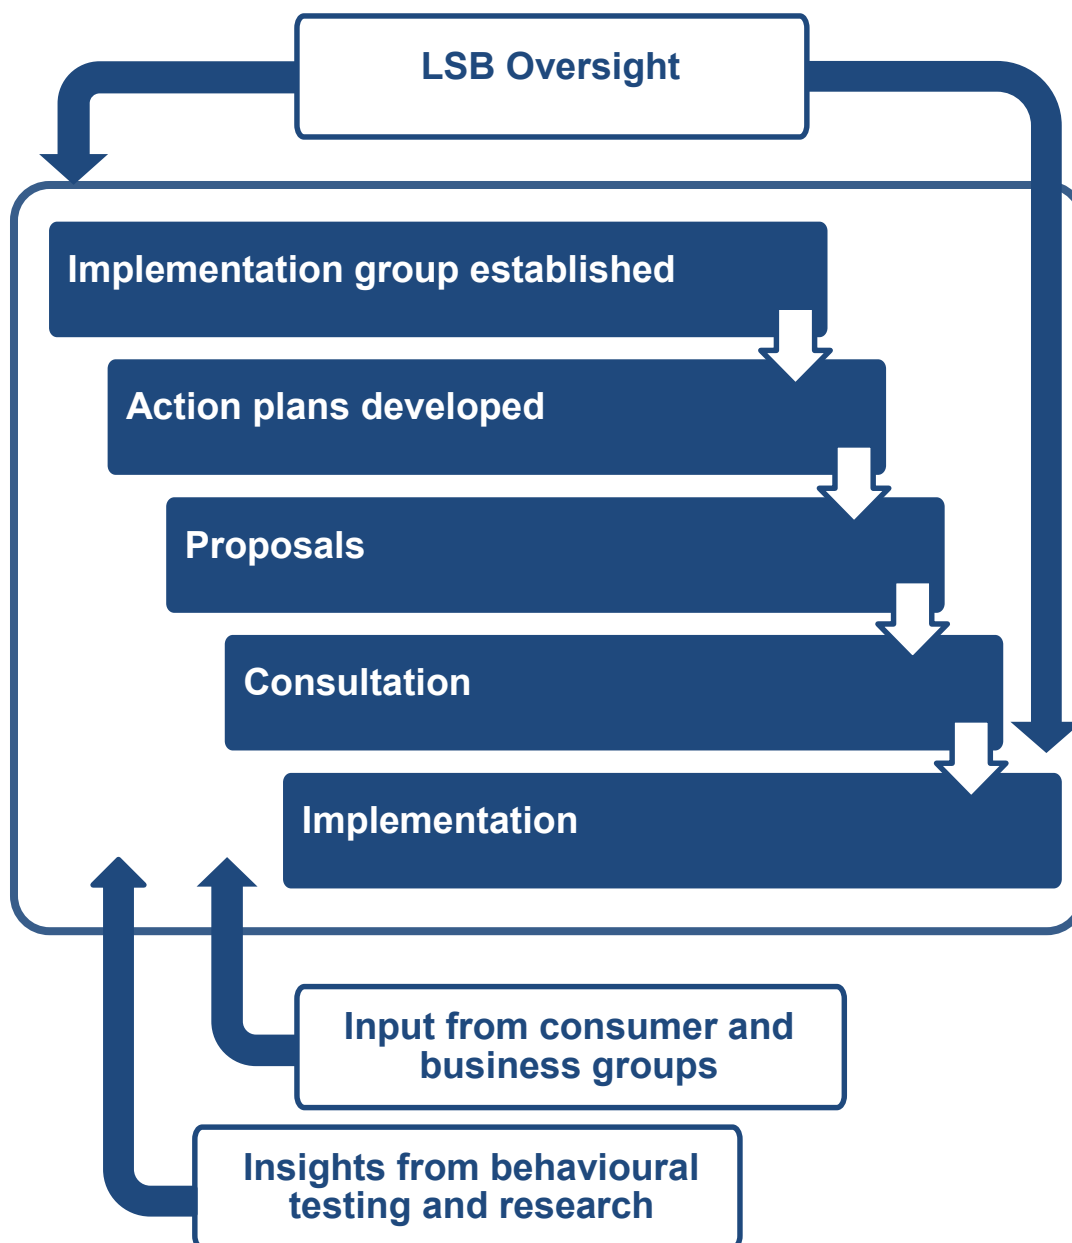 LSB Oversight
Implementation group established
Action plans developed
Proposals
Consultation
Implementation
Input from consumer and
business groups
Insights from behavioural
testing and research